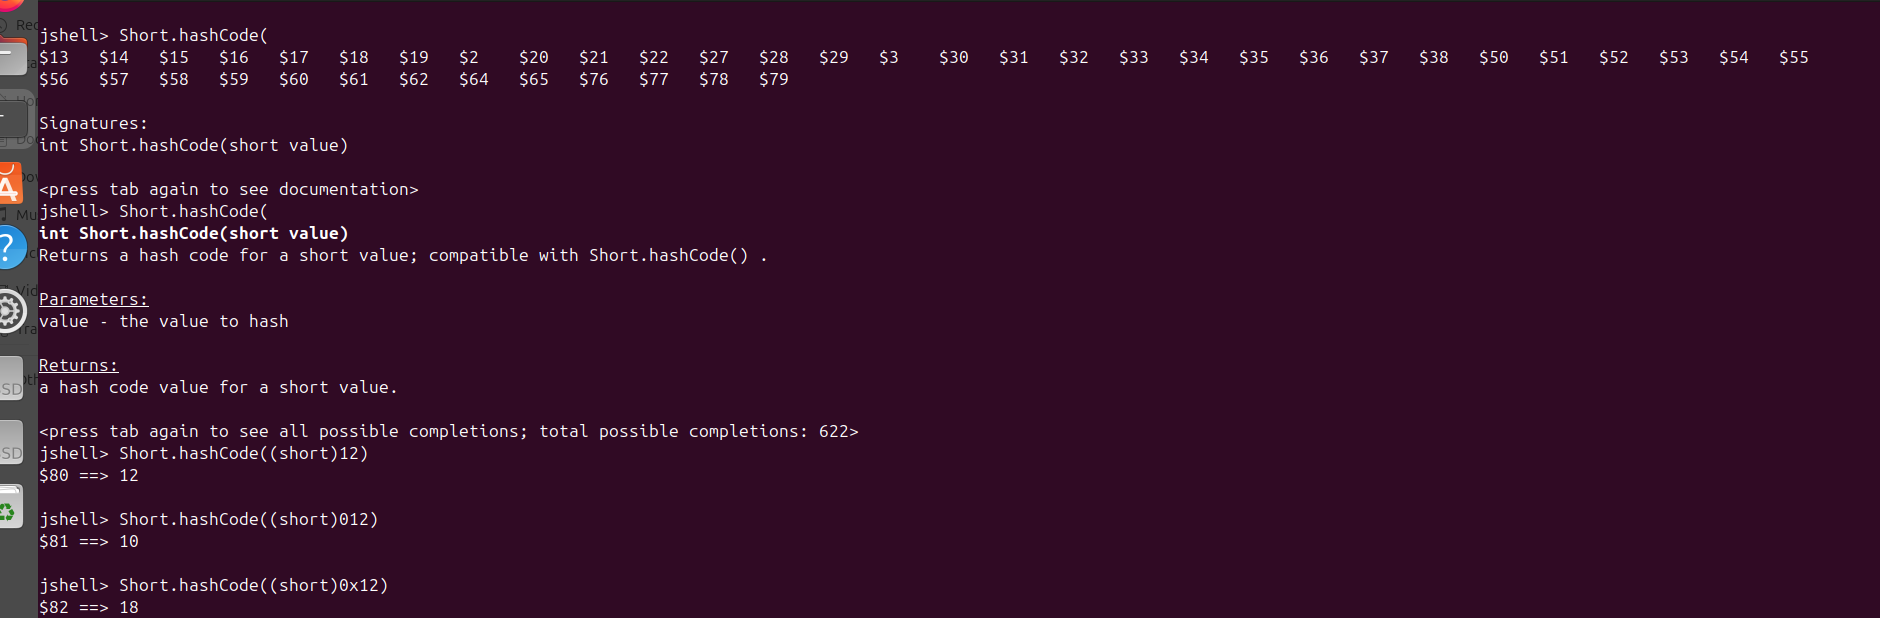 jshell> Short.hashCode(
$13   $14   $15   $16   $17   $18   $19   $2    $20   $21   $22   $27   $28   $29   $3    $30   $31   $32   $33   $34   $35   $36   $37   $38   $50   $51   $52   $53   $54   $55
$56   $57   $58   $59   $60   $61   $62   $64   $65   $76   $77   $78   $79
Signatures:
int Short.hashCode(short value)
<press tab again to see documentation>
jshell> Short.hashCode(
int Short.hashCode(short value)
Returns a hash code for a short value; compatible with Short.hashCode() .
Parameters:
value - the value to hash
Returns:
a hash code value for a short value.
<press tab again to see all possible completions; total possible completions: 622>
jshell> Short.hashCode((short)12)
$80 ==> 12
jshell> Short.hashCode((short)012)
$81 ==> 10
jshell> Short.hashCode((short)0x12)
$82 ==> 18